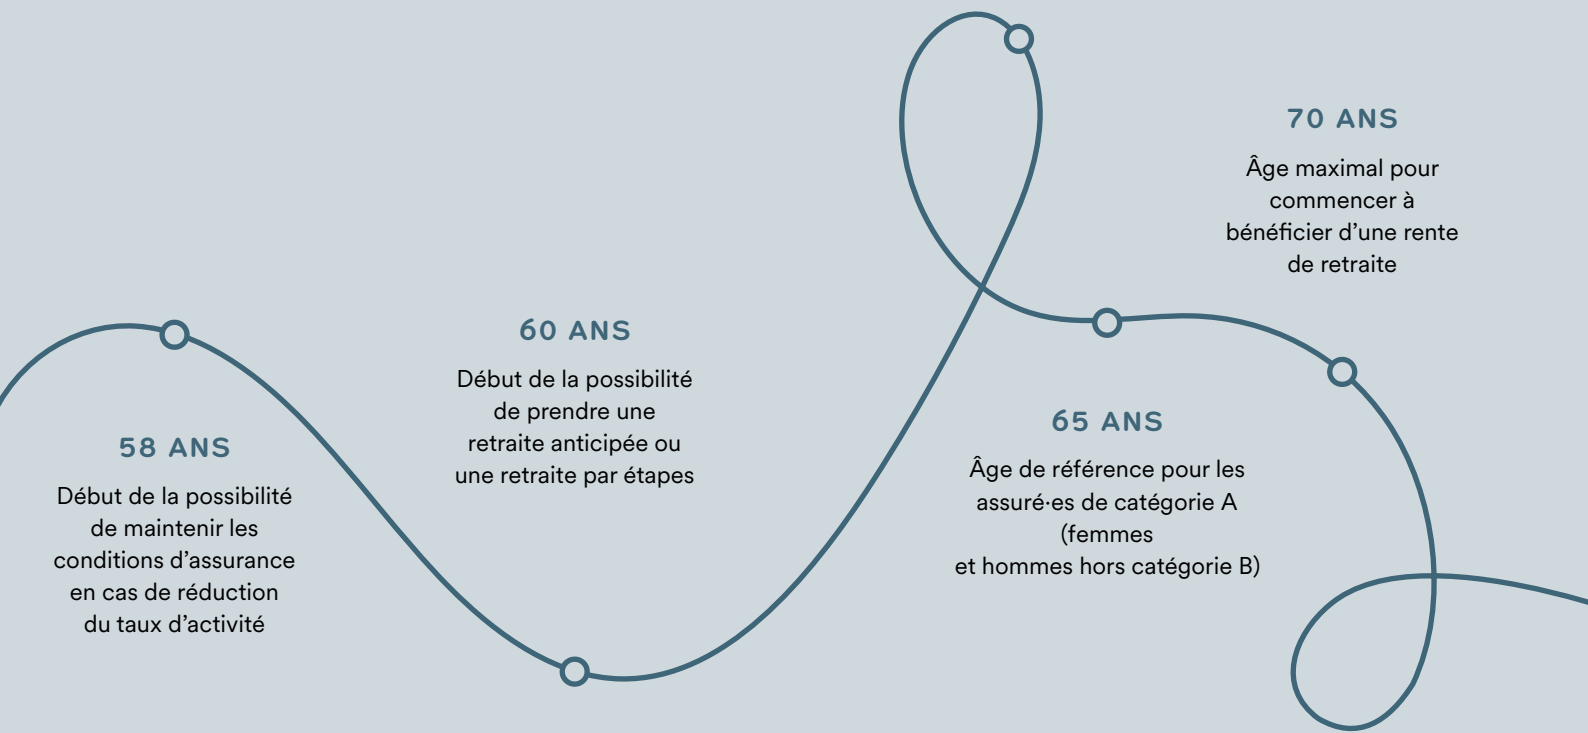 58 ANS
Début de la possibilité
de maintenir les
conditions d’assurance
en cas de réduction
du taux d’activité
60 ANS
Début de la possibilité
de prendre une
retraite anticipée ou
une retraite par étapes
65 ANS
Âge de référence pour les
assuré·es de catégorie A
(femmes
et hommes hors catégorie B)
70 ANS
Âge maximal pour
commencer à
bénéficier d’une rente
de retraite